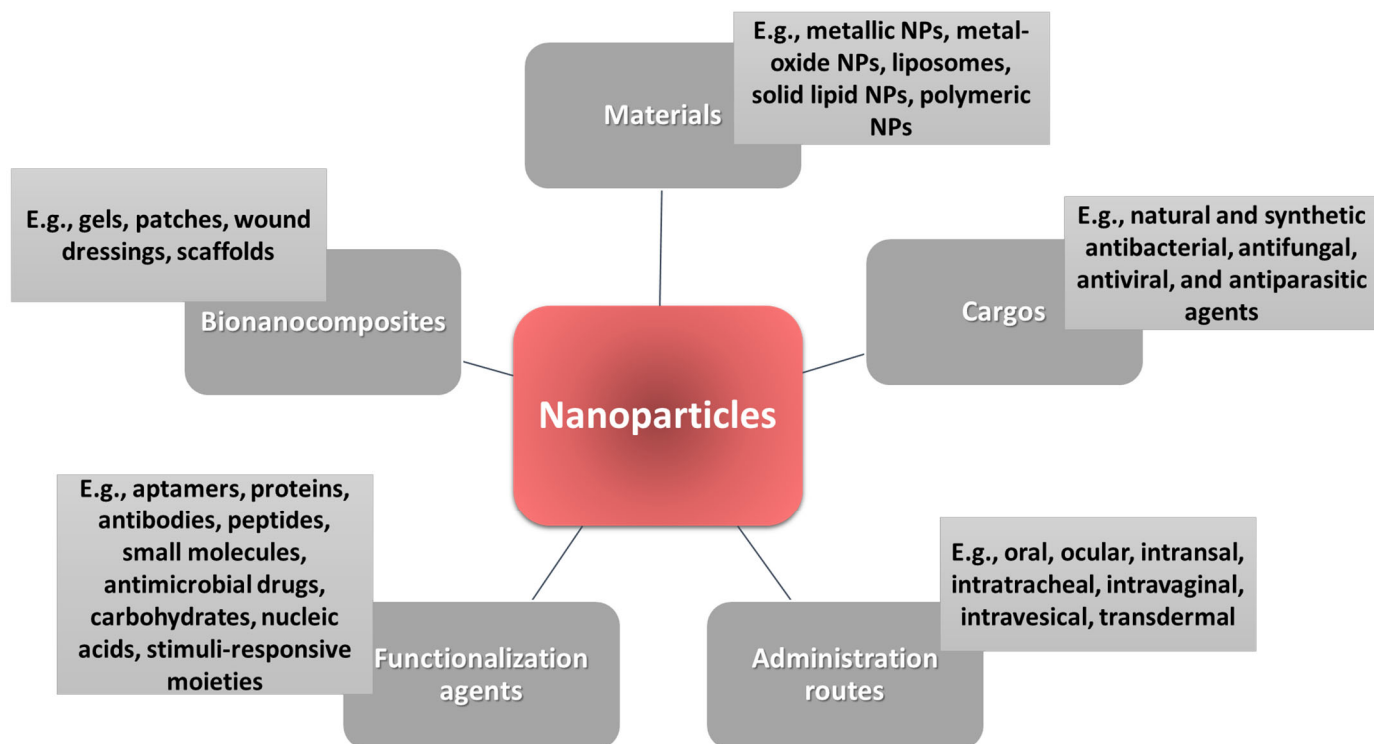 E.g., metallic NPs, metal-
oxide NPs, liposomes,
solid lipid NPs, polymeric
NPs
Materials
E.g., gels, patches, wound
dressings, scaffolds
Bionanocomposites
E.g., natural and synthetic
antibacterial, antifungal,
antiviral, and antiparasitic
agents
Cargos
Nanoparticles
E.g., aptamers, proteins,
antibodies, peptides,
small molecules,
antimicrobial drugs,
carbohydrates, nucleic
acids, stimuli-responsive
moieties
Functionalization
agents
E.g., oral, ocular, intransal,
intratracheal, intravaginal,
intravesical, transdermal
Administration
routes